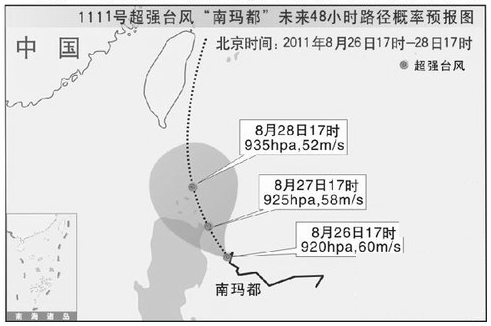 1111号超强台风“南玛都”未来48小时路径概率预报图
中国
北京时间：2011年8月26日17时—28日17时
超强台风
8月28日17时
935hpa,52m/s
8月27日17时
925hpa,58m/s
8月26日17时
920hpa,60m/s
南玛都
南海诸岛